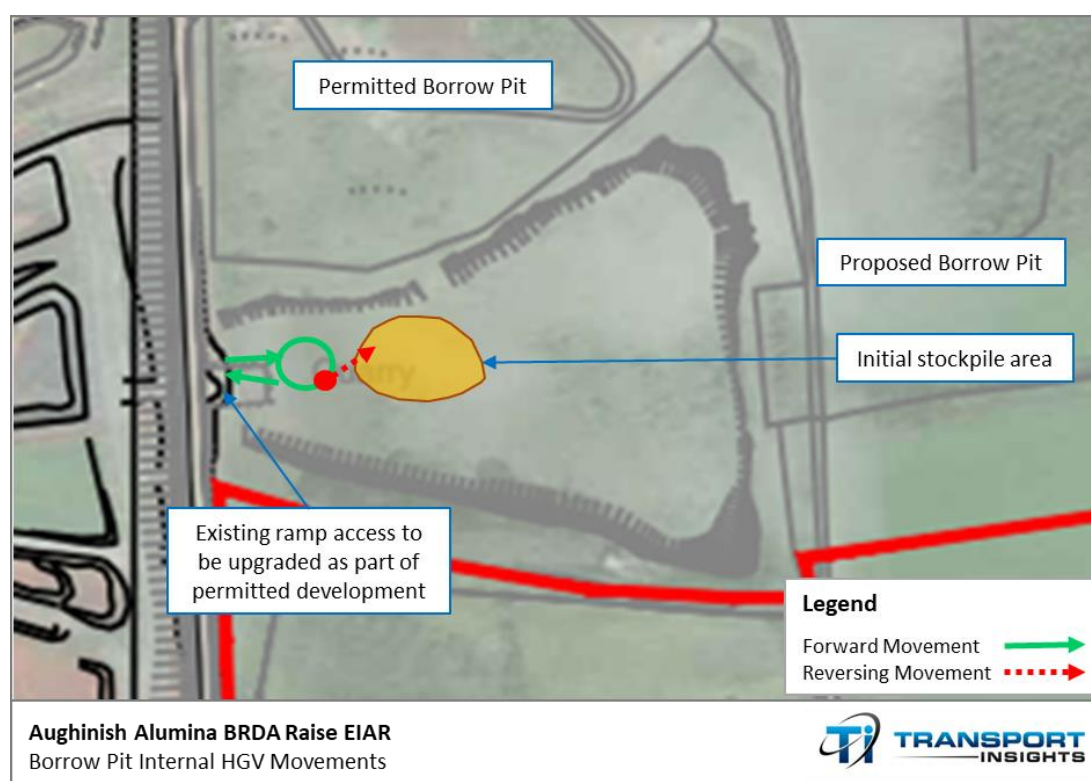 Permitted Borrow Pit
Proposed Borrow Pit
Initial stockpile area
Existing ramp access to
be upgraded as part of
permitted development
Legend
Forward Movement
Reversing Movement
Aughinish Alumina BRDA Raise EIAR
Borrow Pit Internal HGV Movements
Ti TRANSPORT
INSIGHTS